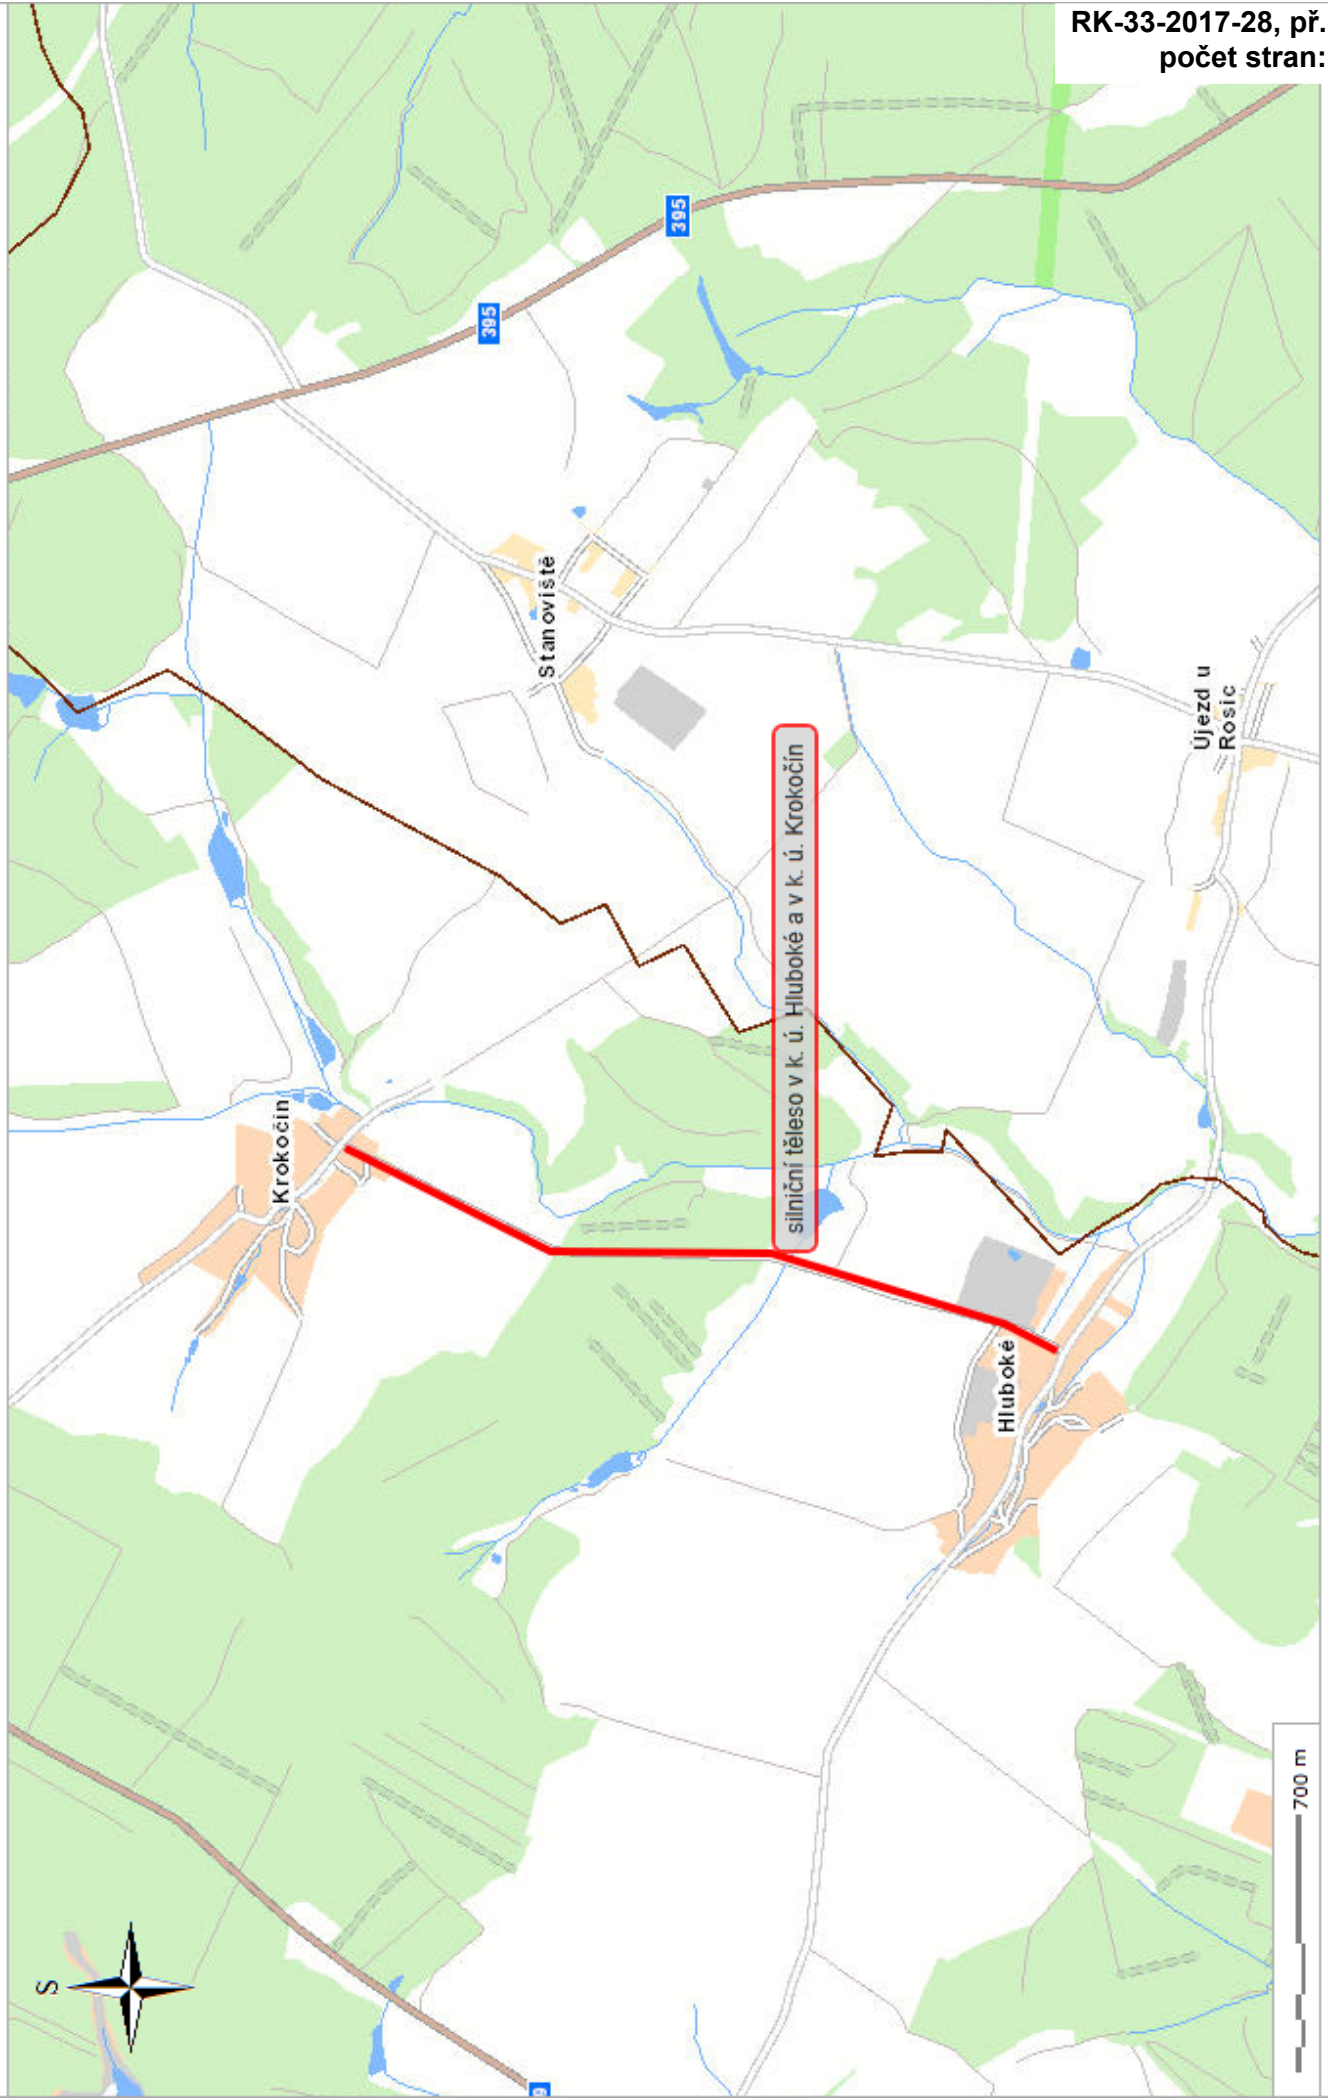 RK-33-2017-28, př.
počet stran:
395
395
Stanoviště
Újezd u
Rosic
silniční těleso v k. ú. Hluboké a v k. ú. Krokočín
Krokočín
Hluboké
S
700 m
9